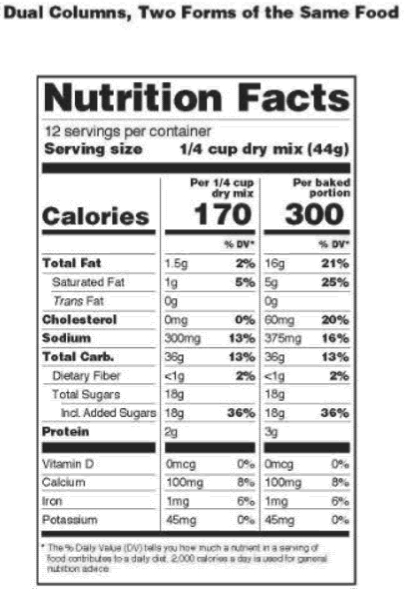 Dual Columns, Two Forms of the Same Food
Nutrition Facts
12 servings per container
Serving size 1/4 cup dry mix (44g)
Per 1/4 cup dry mix Per baked portion
Calories 170 300
% DV* % DV*
Total Fat 1.5g 2% 16g 21%
Saturated Fat 1g 5% 5g 25%
Trans Fat 0g 0g
Cholesterol 0mg 0% 60mg 20%
Sodium 300mg 13% 375mg 16%
Total Carb. 36g 13% 36g 13%
Dietary Fiber <1g 2% <1g 2%
Total Sugars 18g 18g
Incl. Added Sugars 18g 36% 18g 36%
Protein 2g 3g
Vitamin D 0mcg 0% 0mcg 0%
Calcium 100mg 8% 100mg 8%
Iron 1mg 6% 1mg 6%
Potassium 45mg 0% 45mg 0%
* The % Daily Value (DV) tells you how much a nutrient in a serving of
food contributes to a daily diet. 2,000 calories a day is used for general
nutrition advice.